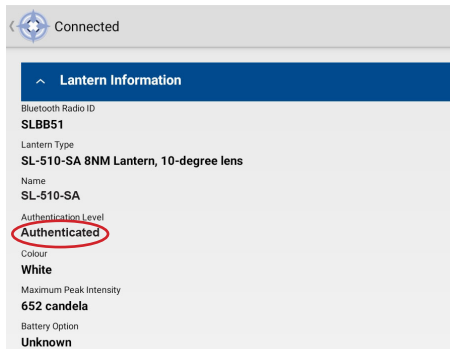 Connected
Lantern Information
Bluetooth Radio ID
SLBB51
Lantern Type
SL-510-SA 8NM Lantern, 10-degree lens
Name
SL-510-SA
Authentication Level
Authenticated
Colour
White
Maximum Peak Intensity
652 candela
Battery Option
Unknown